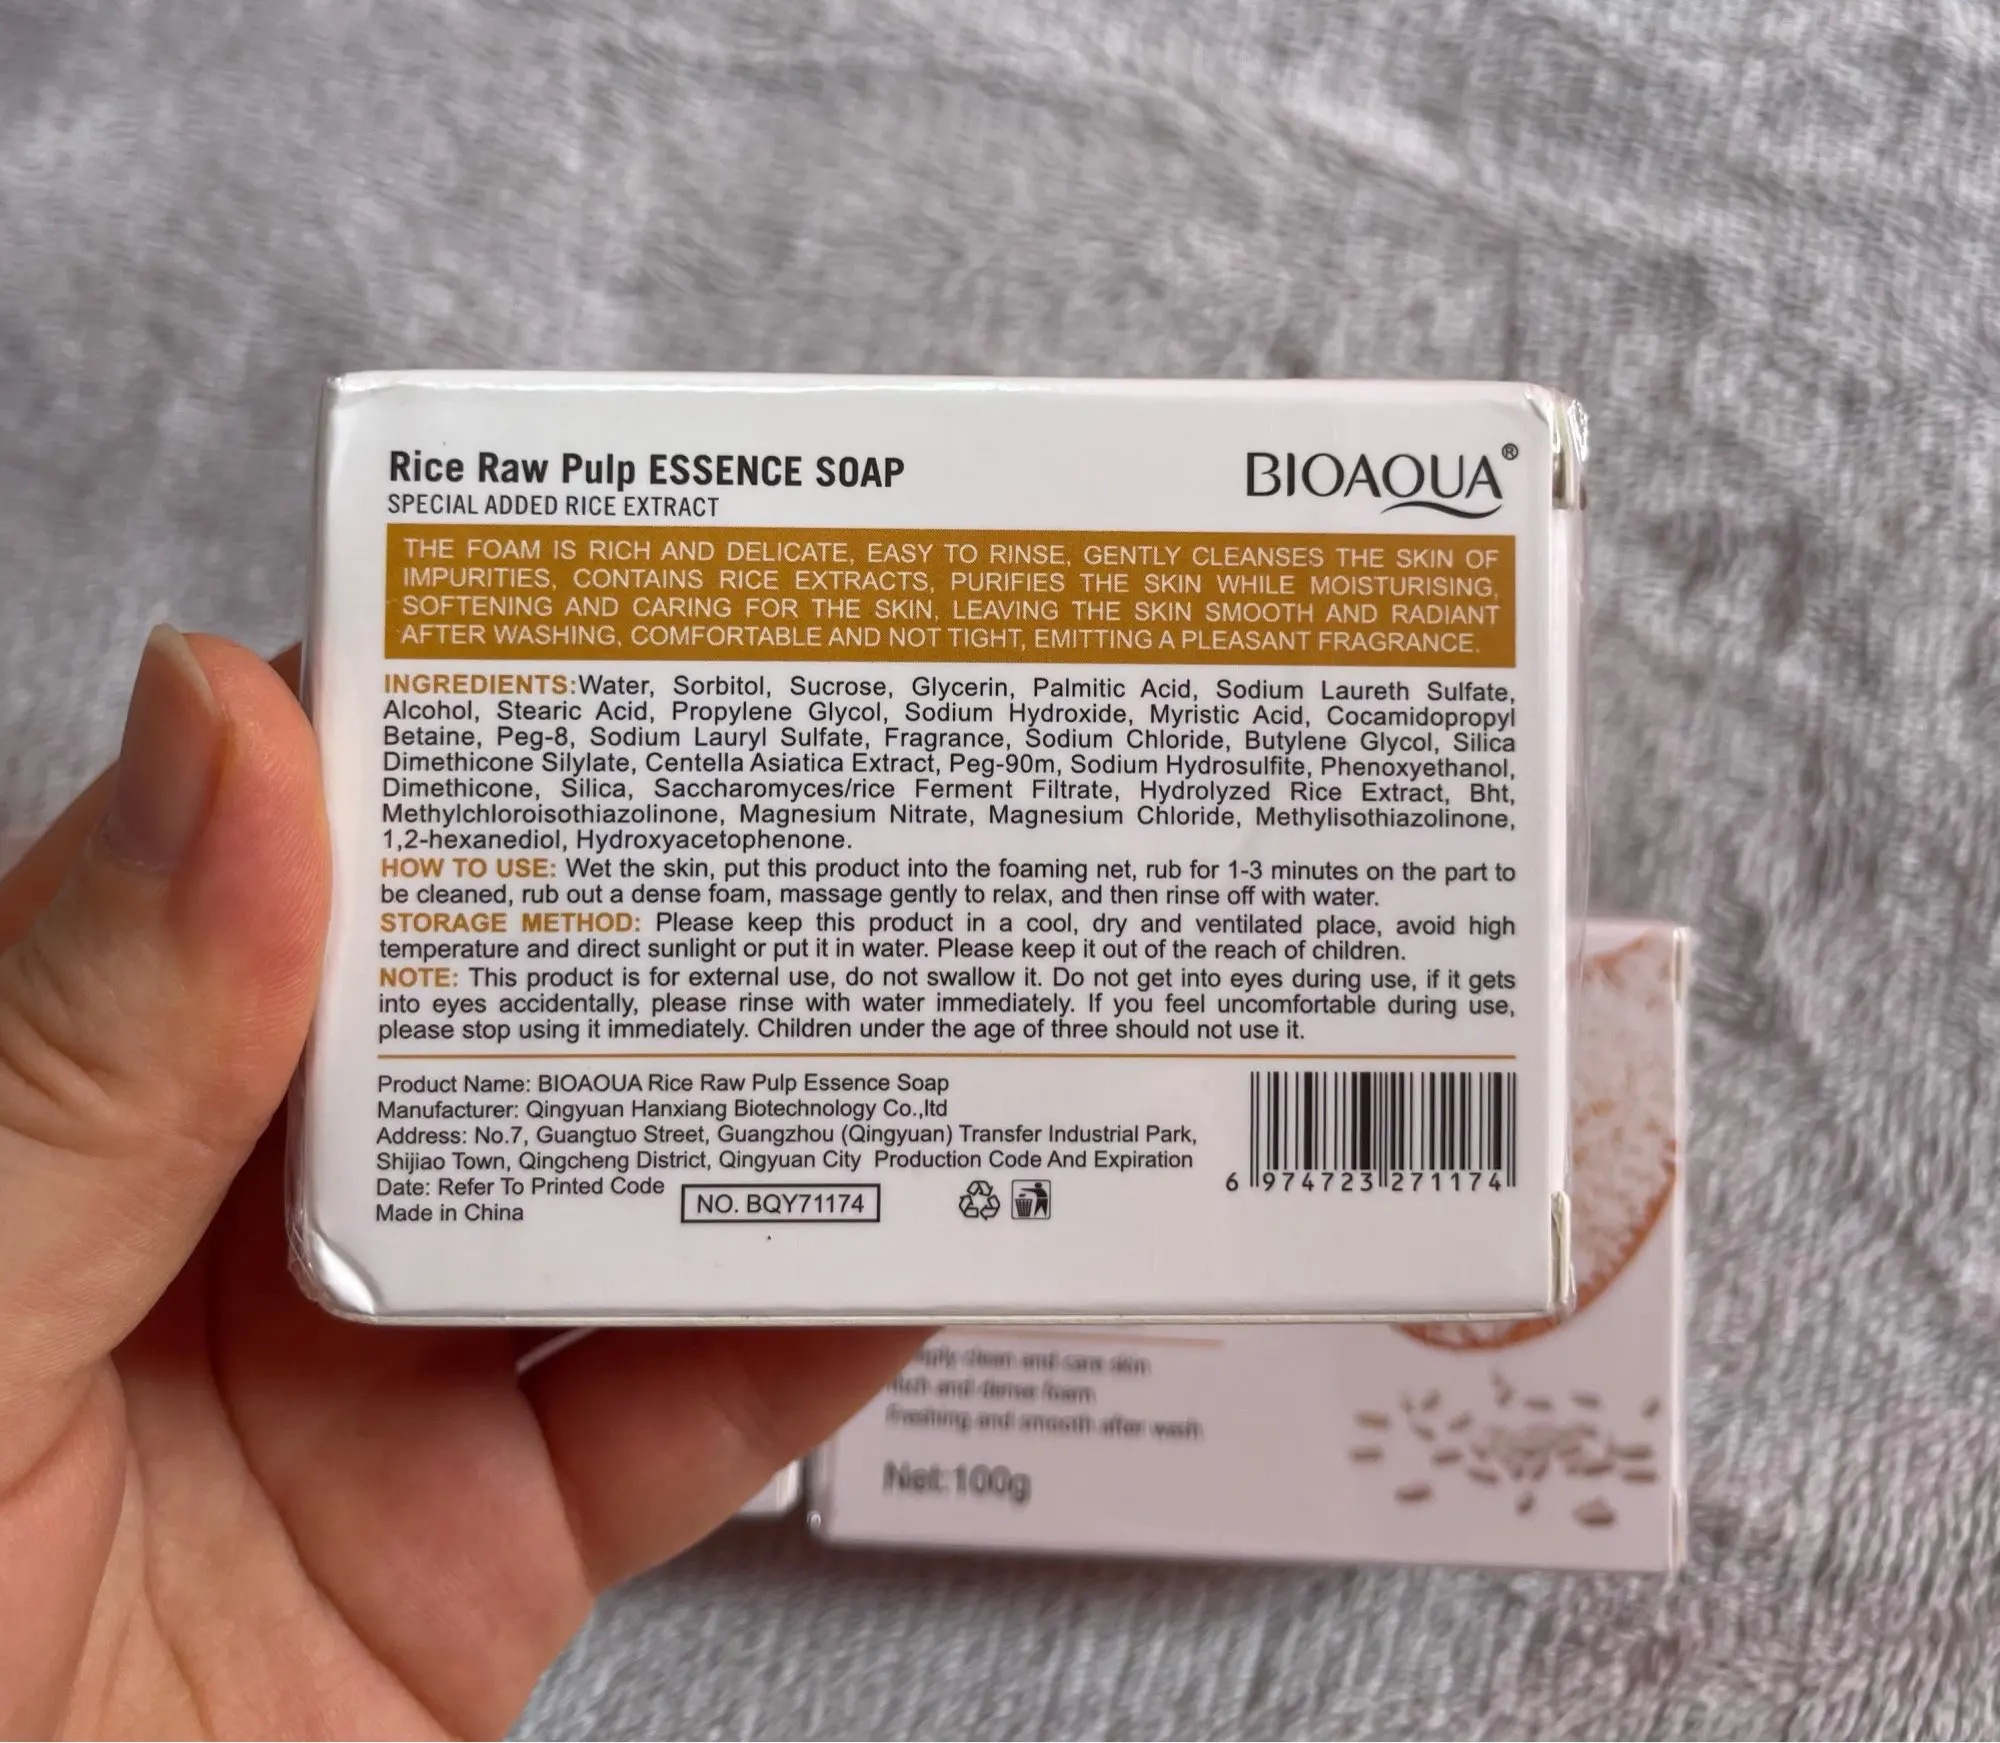 Rice Raw Pulp ESSENCE SOAP
SPECIAL ADDED RICE EXTRACT
BIOAQUA®
THE FOAM IS RICH AND DELICATE, EASY TO RINSE, GENTLY CLEANSES THE SKIN OF
IMPURITIES, CONTAINS RICE EXTRACTS, PURIFIES THE SKIN WHILE MOISTURISING,
SOFTENING AND CARING FOR THE SKIN, LEAVING THE SKIN SMOOTH AND RADIANT
AFTER WASHING, COMFORTABLE AND NOT TIGHT, EMITTING A PLEASANT FRAGRANCE.
INGREDIENTS:Water, Sorbitol, Sucrose, Glycerin, Palmitic Acid, Sodium Laureth Sulfate,
Alcohol, Stearic Acid, Propylene Glycol, Sodium Hydroxide, Myristic Acid, Cocamidopropyl
Betaine, Peg-8, Sodium Lauryl Sulfate, Fragrance, Sodium Chloride, Butylene Glycol, Silica
Dimethicone Silylate, Centella Asiatica Extract, Peg-90m, Sodium Hydrosulfite, Phenoxyethanol,
Dimethicone, Silica, Saccharomyces/rice Ferment Filtrate, Hydrolyzed Rice Extract, Bht,
Methylchloroisothiazolinone, Magnesium Nitrate, Magnesium Chloride, Methylisothiazolinone,
1,2-hexanediol, Hydroxyacetophenone.
HOW TO USE: Wet the skin, put this product into the foaming net, rub for 1-3 minutes on the part to
be cleaned, rub out a dense foam, massage gently to relax, and then rinse off with water.
STORAGE METHOD: Please keep this product in a cool, dry and ventilated place, avoid high
temperature and direct sunlight or put it in water. Please keep it out of the reach of children.
NOTE: This product is for external use, do not swallow it. Do not get into eyes during use, if it gets
into eyes accidentally, please rinse with water immediately. If you feel uncomfortable during use,
please stop using it immediately. Children under the age of three should not use it.
Product Name: BIOAOUA Rice Raw Pulp Essence Soap
Manufacturer: Qingyuan Hanxiang Biotechnology Co.,ltd
Address: No.7, Guangtuo Street, Guangzhou (Qingyuan) Transfer Industrial Park,
Shijiao Town, Qingcheng District, Qingyuan City Production Code And Expiration
Date: Refer To Printed Code
Made in China
NO. BQY71174
6 974723 271174
clean and care skin
and dense foam
and smooth after wash
Net:100g